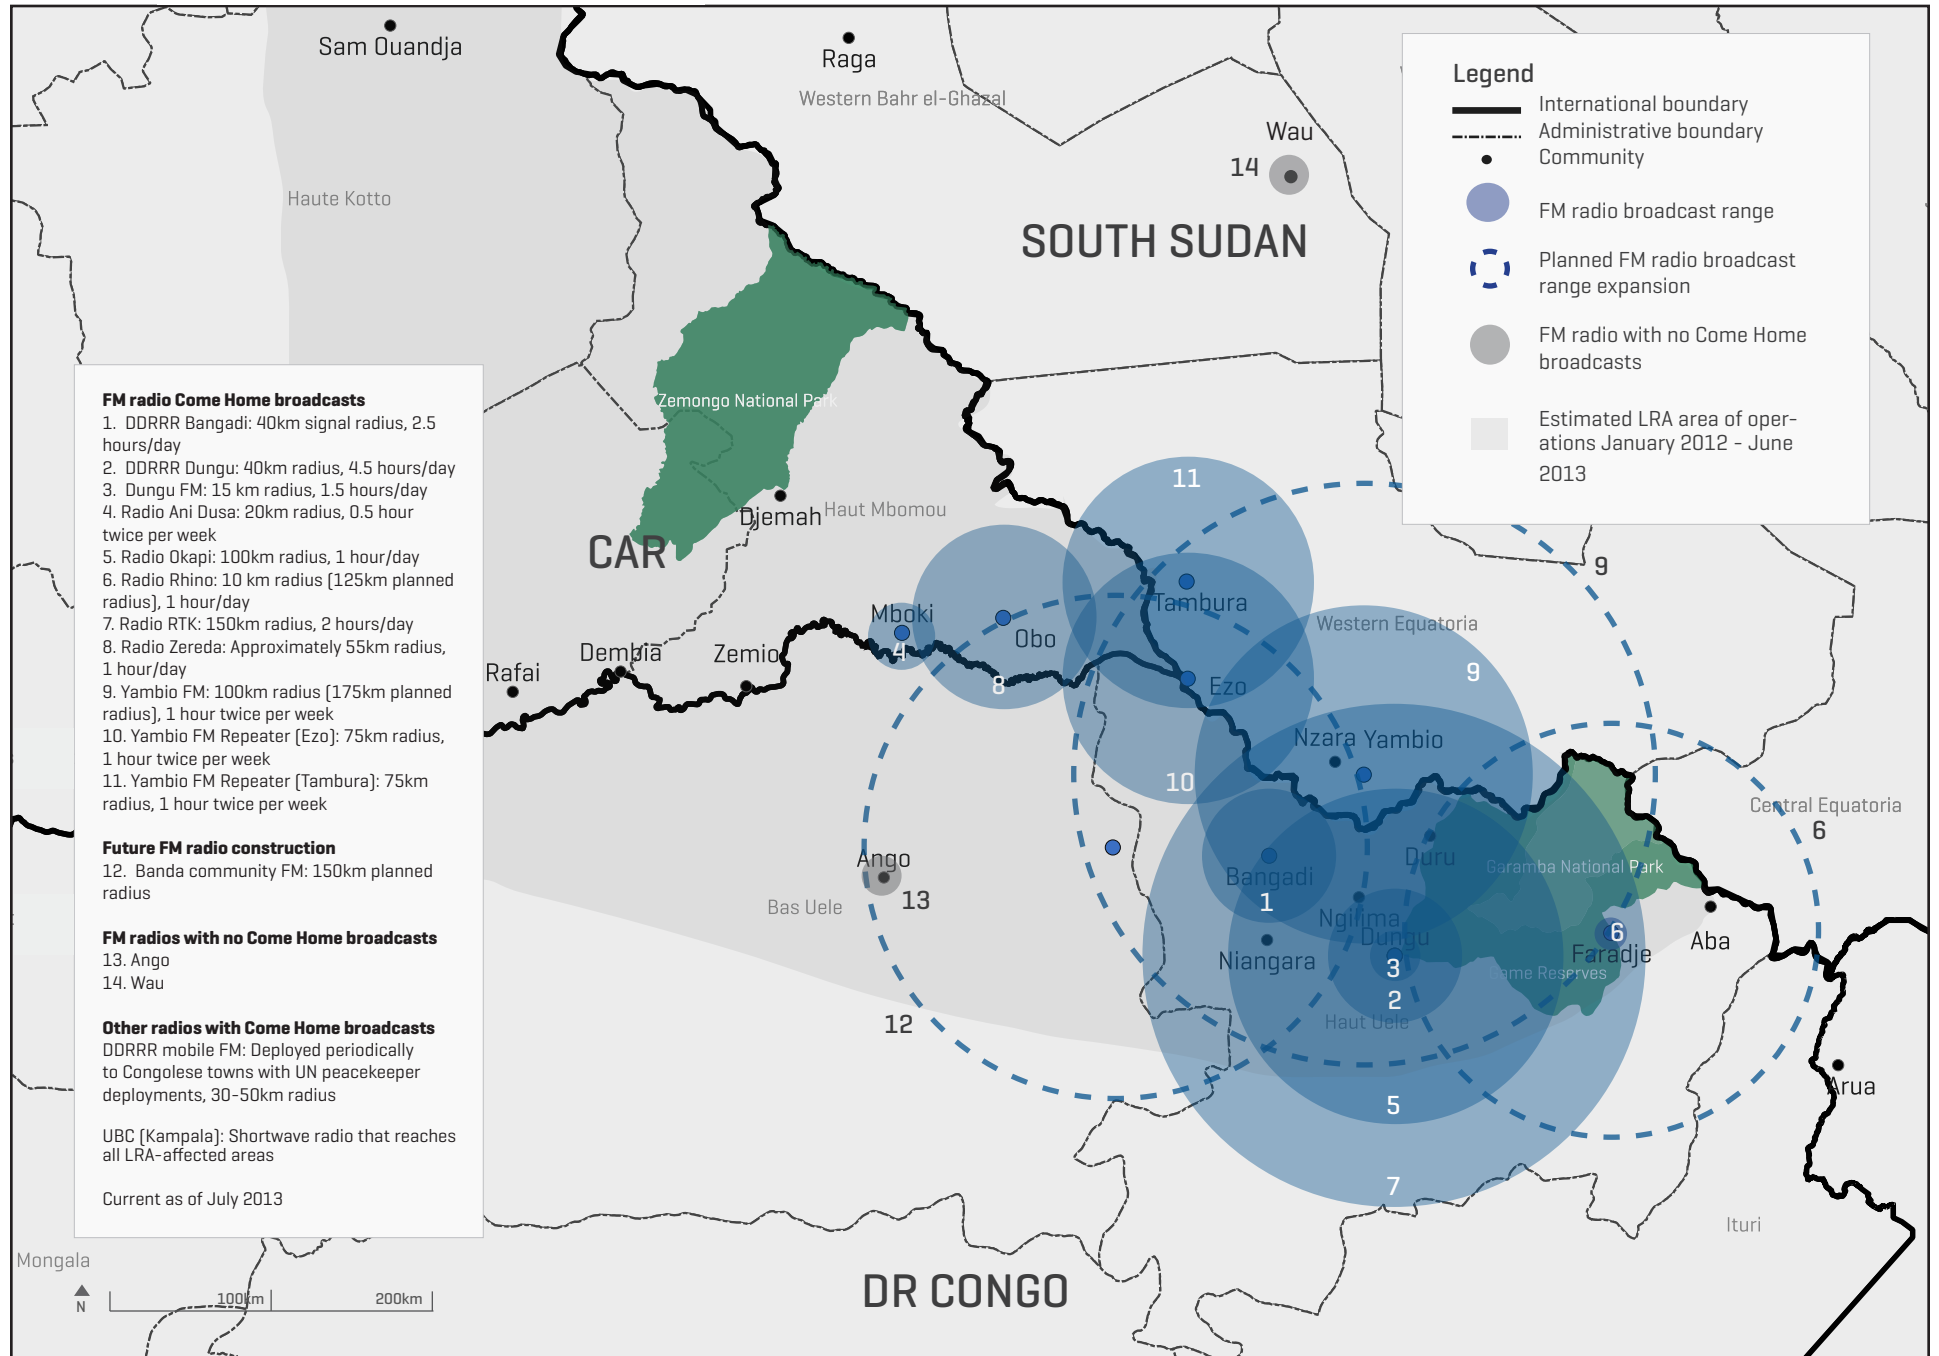 Sam Ouandja
Raga
Western Bahr el-Ghazal
Wau
14
Haute Kotto
SOUTH SUDAN
Legend
International boundary
Administrative boundary
Community
FM radio broadcast range
Planned FM radio broadcast
range expansion
FM radio with no Come Home
broadcasts
Estimated LRA area of oper-
ations January 2012 - June
2013
FM radio Come Home broadcasts
1. DDRRR Bangadi: 40km signal radius, 2.5
hours/day
2. DDRRR Dungu: 40km radius, 4.5 hours/day
3. Dungu FM: 15 km radius, 1.5 hours/day
4. Radio Ani Dusa: 20km radius, 0.5 hour
twice per week
5. Radio Okapi: 100km radius, 1 hour/day
6. Radio Rhino: 10 km radius (125km planned
radius), 1 hour/day
7. Radio RTK: 150km radius, 2 hours/day
8. Radio Zereda: Approximately 55km radius,
1 hour/day
9. Yambio FM: 100km radius (175km planned
radius), 1 hour twice per week
10. Yambio FM Repeater (Ezo): 75km radius,
1 hour twice per week
11. Yambio FM Repeater (Tambura): 75km
radius, 1 hour twice per week
Future FM radio construction
12. Banda community FM: 150km planned
radius
FM radios with no Come Home broadcasts
13. Ango
14. Wau
Other radios with Come Home broadcasts
DDRRR mobile FM: Deployed periodically
to Congolese towns with UN peacekeeper
deployments, 30-50km radius
UBC (Kampala): Shortwave radio that reaches
all LRA-affected areas
Current as of July 2013
Zemongo National Park
Djemah
Haut Mbomou
CAR
11
9
Tambura
Mboki
4
Obo
8
Western Equatoria
9
Rafai
Dembia
Zemio
Ezo
10
Nzara Yambio
Central Equatoria
6
Ango
13
Bas Uele
Bangadi
1
Duru
Garamba National Park
Ngilima
Dungu
3
2
Niangara
6
Faradje
Aba
Game Reserves
Haut Uele
12
5
Arua
7
Ituri
Mongala
N
100km
200km
DR CONGO